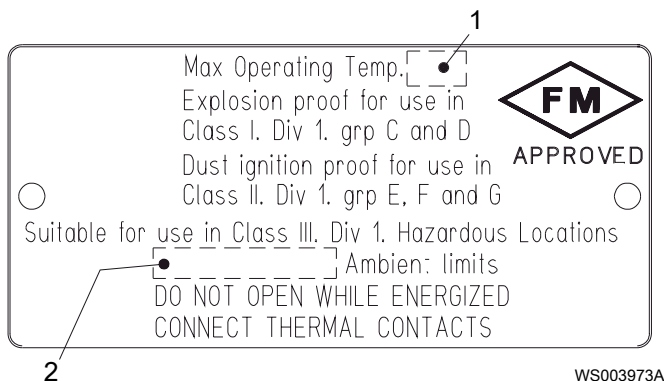 1
Max Operating Temp.
Explosion proof for use in
Class I. Div 1. grp C and D
FM
APPROVED
Dust ignition proof for use in
Class II. Div 1. grp E, F and G
Suitable for use in Class III. Div 1. Hazardous Locations
Ambient limits
DO NOT OPEN WHILE ENERGIZED
CONNECT THERMAL CONTACTS
2
WS003973A